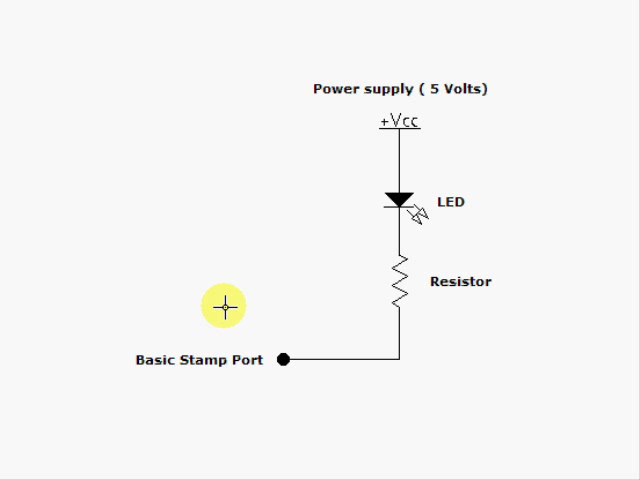 Power supply ( 5 Volts)
+Vcc
LED
Resistor
Basic Stamp Port